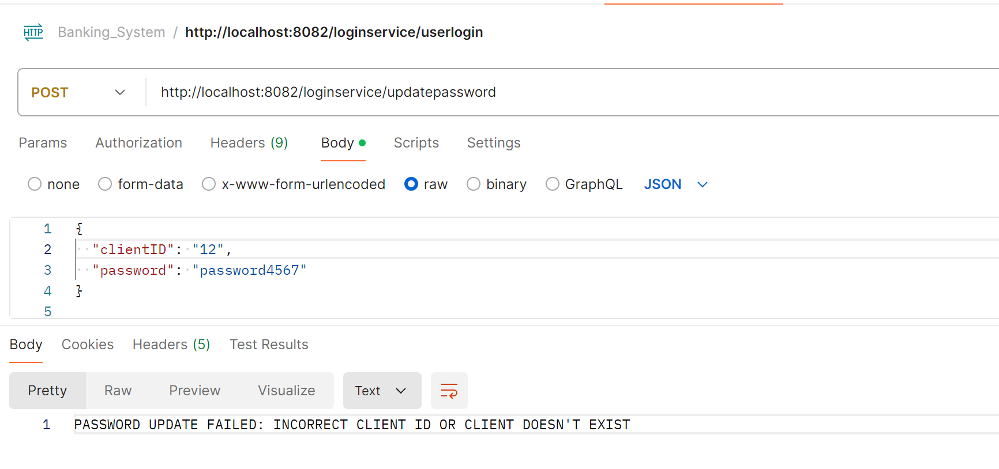 HTTP Banking_System / http://localhost:8082/loginservice/userlogin
POST http://localhost:8082/loginservice/updatepassword
Params Authorization Headers (9) Body Scripts Settings
none form-data x-www-form-urlencoded raw binary GraphQL JSON
1 {
2 "clientID": "12",
3 "password": "password4567"
4 }
5
Body Cookies Headers (5) Test Results
Pretty Raw Preview Visualize Text
1 PASSWORD UPDATE FAILED: INCORRECT CLIENT ID OR CLIENT DOESN'T EXIST